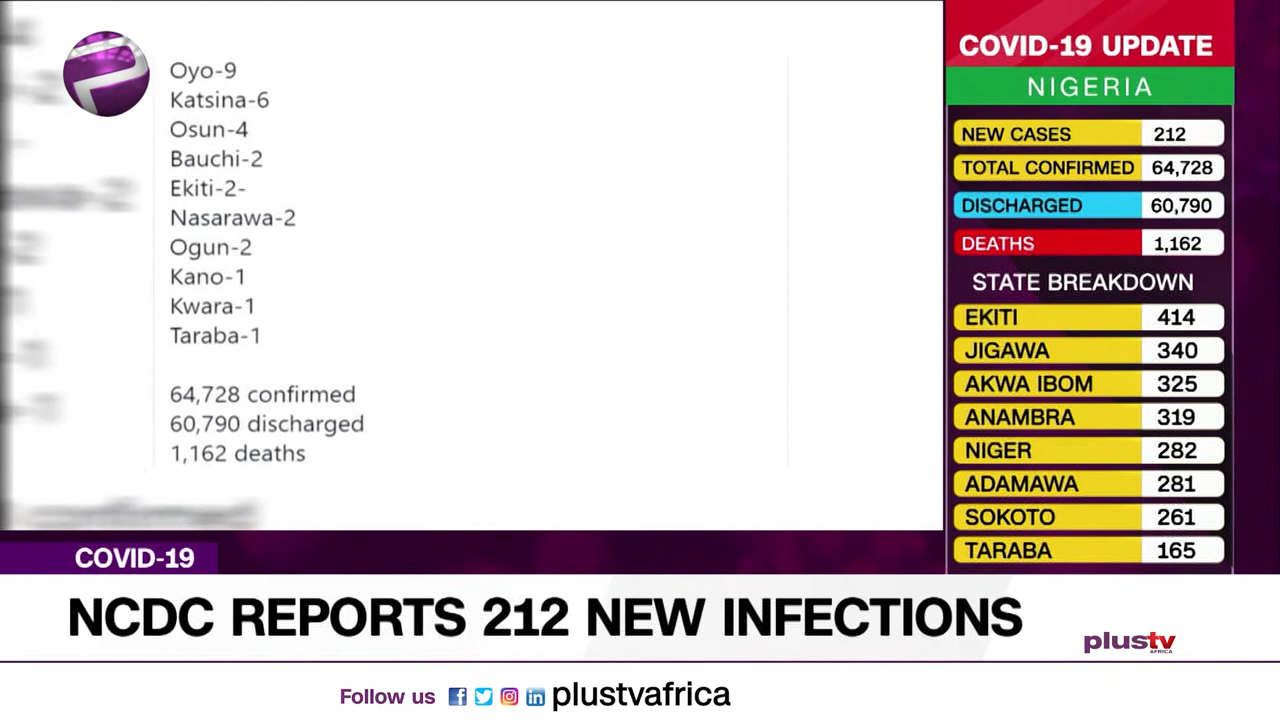 Oyo-9
Katsina-6
Osun-4
Bauchi-2
Ekiti-2-
Nasarawa-2
Ogun-2
Kano-1
Kwara-1
Taraba-1
64,728 confirmed
60,790 discharged
1,162 deaths
COVID-19 UPDATE
NIGERIA
NEW CASES 212
TOTAL CONFIRMED 64,728
DISCHARGED 60,790
DEATHS 1,162
STATE BREAKDOWN
EKITI 414
JIGAWA 340
AKWA IBOM 325
ANAMBRA 319
NIGER 282
ADAMAWA 281
SOKOTO 261
TARABA 165
COVID-19
NCDC REPORTS 212 NEW INFECTIONS
plustv
AFRICA
Follow us plustvafrica